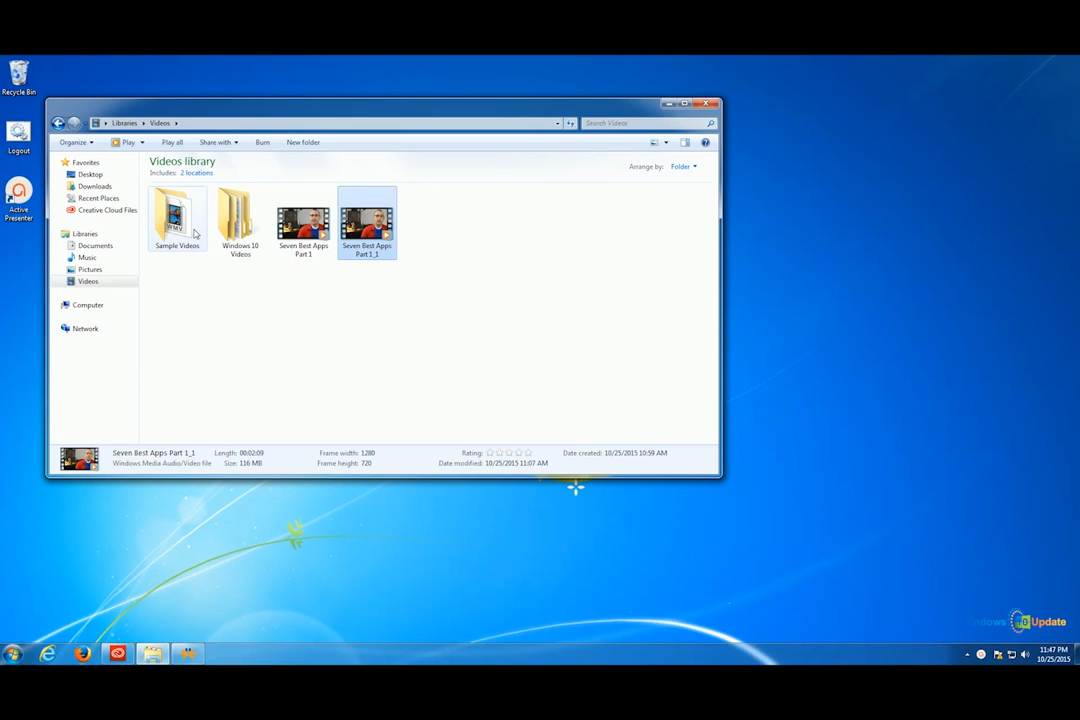 Recycle Bin
Logout
Active
Presenter
Libraries
Videos
Search Videos
Organize
Play
Play all
Share with
Burn
New folder
Videos library
Includes: 2 locations
Arrange by: Folder
Favorites
Desktop
Downloads
Recent Places
Creative Cloud Files
Libraries
Documents
Music
Pictures
Videos
Computer
Network
WMV
Sample Videos
Windows 10
Videos
Seven Best Apps
Part 1
Seven Best Apps
Part 1_1
Seven Best Apps Part 1_1
Windows Media Audio/Video file
Length: 00:02:09
Size: 116 MB
Frame width: 1280
Frame height: 720
Rating:
Date modified: 10/25/2015 11:07 AM
Date created: 10/25/2015 10:59 AM
Update
11:47 PM
10/25/2015